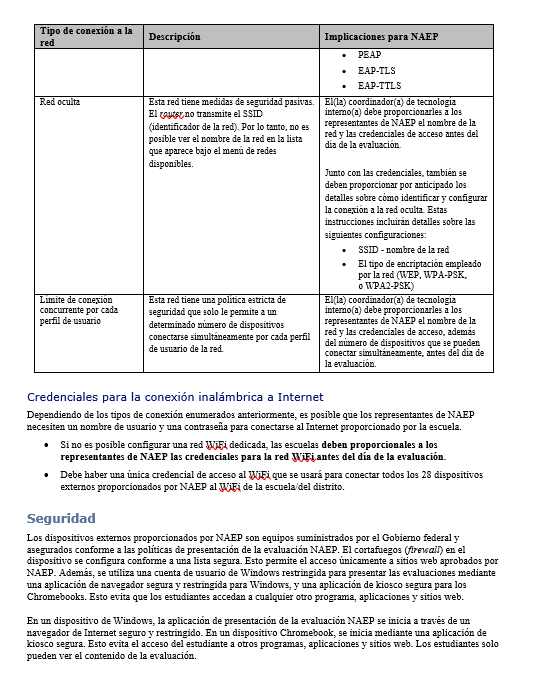 Tipo de conexión a la red
Descripción
Implicaciones para NAEP
• PEAP
• EAP-TLS
• EAP-TTLS
Red oculta
Esta red tiene medidas de seguridad pasivas.
El router no transmite el SSID
(identificador de la red). Por lo tanto, no es
posible ver el nombre de la red en la lista
que aparece bajo el menú de redes
disponibles.
El(la) coordinador(a) de tecnología
interno(a) debe proporcionarles a los
representantes de NAEP el nombre de la
red y las credenciales de acceso antes del
día de la evaluación.
Junto con las credenciales, también se
deben proporcionar por anticipado los
detalles sobre cómo identificar y configurar
la conexión a la red oculta. Estas
instrucciones incluirán detalles sobre las
siguientes configuraciones:
• SSID - nombre de la red
• El tipo de encriptación empleado
por la red (WEP, WPA-PSK,
o WPA2-PSK)
Límite de conexión
concurrente por cada
perfil de usuario
Esta red tiene una política estricta de
seguridad que solo le permite a un
determinado número de dispositivos
conectarse simultáneamente por cada perfil
de usuario de la red.
El(la) coordinador(a) de tecnología
interno(a) debe proporcionarles a los
representantes de NAEP el nombre de la
red y las credenciales de acceso, además
del número de dispositivos que se pueden
conectar simultáneamente, antes del día de
la evaluación.
Credenciales para la conexión inalámbrica a Internet
Dependiendo de los tipos de conexión enumerados anteriormente, es posible que los representantes de NAEP
necesiten un nombre de usuario y una contraseña para conectarse al Internet proporcionado por la escuela.
• Si no es posible configurar una red WiFi dedicada, las escuelas deben proporcionales a los
representantes de NAEP las credenciales para la red WiFi antes del día de la evaluación.
• Debe haber una única credencial de acceso al WiFi que se usará para conectar todos los 28 dispositivos
externos proporcionados por NAEP al WiFi de la escuela/del distrito.
Seguridad
Los dispositivos externos proporcionados por NAEP son equipos suministrados por el Gobierno federal y
asegurados conforme a las políticas de presentación de la evaluación NAEP. El cortafuegos (firewall) en el
dispositivo se configura conforme a una lista segura. Esto permite el acceso únicamente a sitios web aprobados por
NAEP. Además, se utiliza una cuenta de usuario de Windows restringida para presentar las evaluaciones mediante
una aplicación de navegador segura y restringida para Windows, y una aplicación de kiosco segura para los
Chromebooks. Esto evita que los estudiantes accedan a cualquier otro programa, aplicaciones y sitios web.
En un dispositivo de Windows, la aplicación de presentación de la evaluación NAEP se inicia a través de un
navegador de Internet seguro y restringido. En un dispositivo Chromebook, se inicia mediante una aplicación de
kiosco segura. Esto evita el acceso del estudiante a otros programas, aplicaciones y sitios web. Los estudiantes solo
pueden ver el contenido de la evaluación.